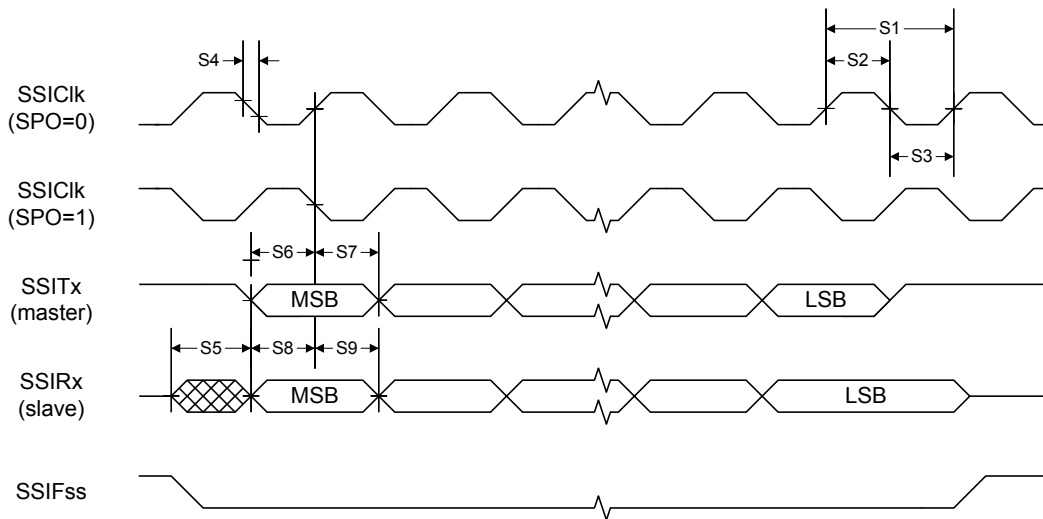 S1
S4
S2
SSIClk
(SPO=0)
S3
SSIClk
(SPO=1)
S6
S7
SSITx
(master)
MSB
LSB
S5
S8
S9
SSIRx
(slave)
MSB
LSB
SSIFss